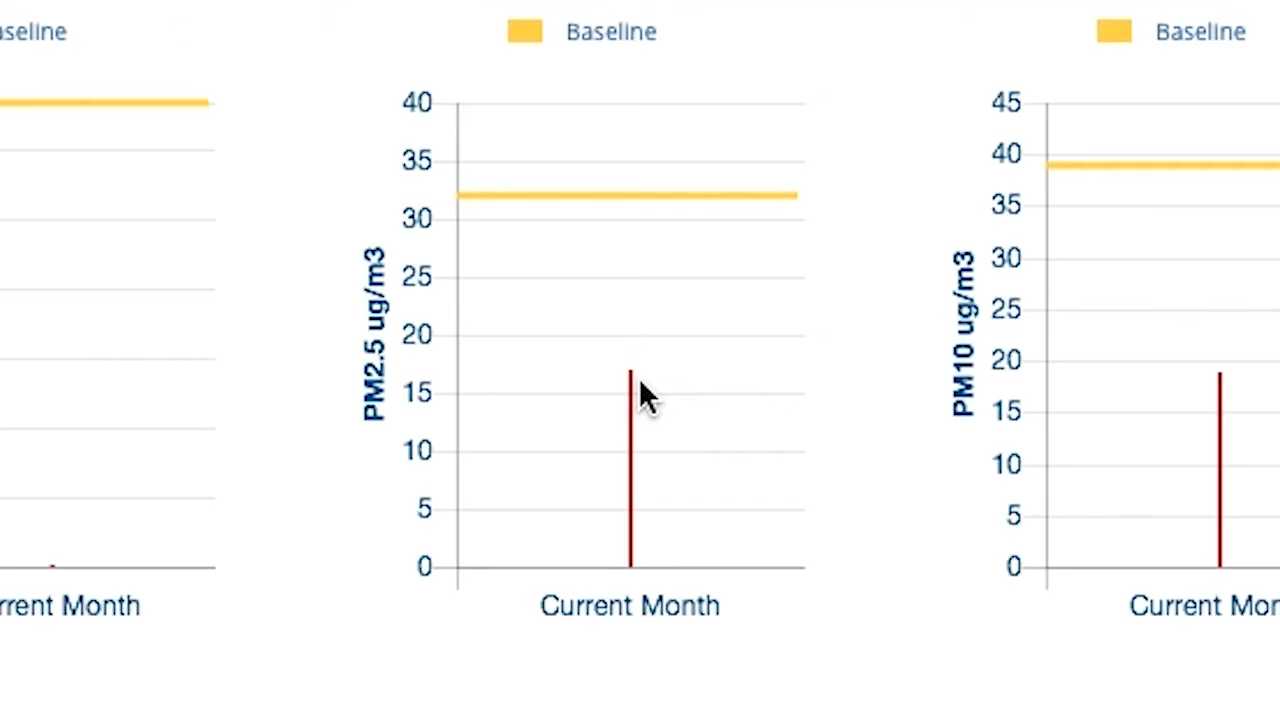 aseline
rrent Month
Baseline
PM2.5 ug/m3
40
35
30
25
20
15
10
5
0
Current Month
Baseline
PM10 ug/m3
45
40
35
30
25
20
15
10
5
0
Current Mor